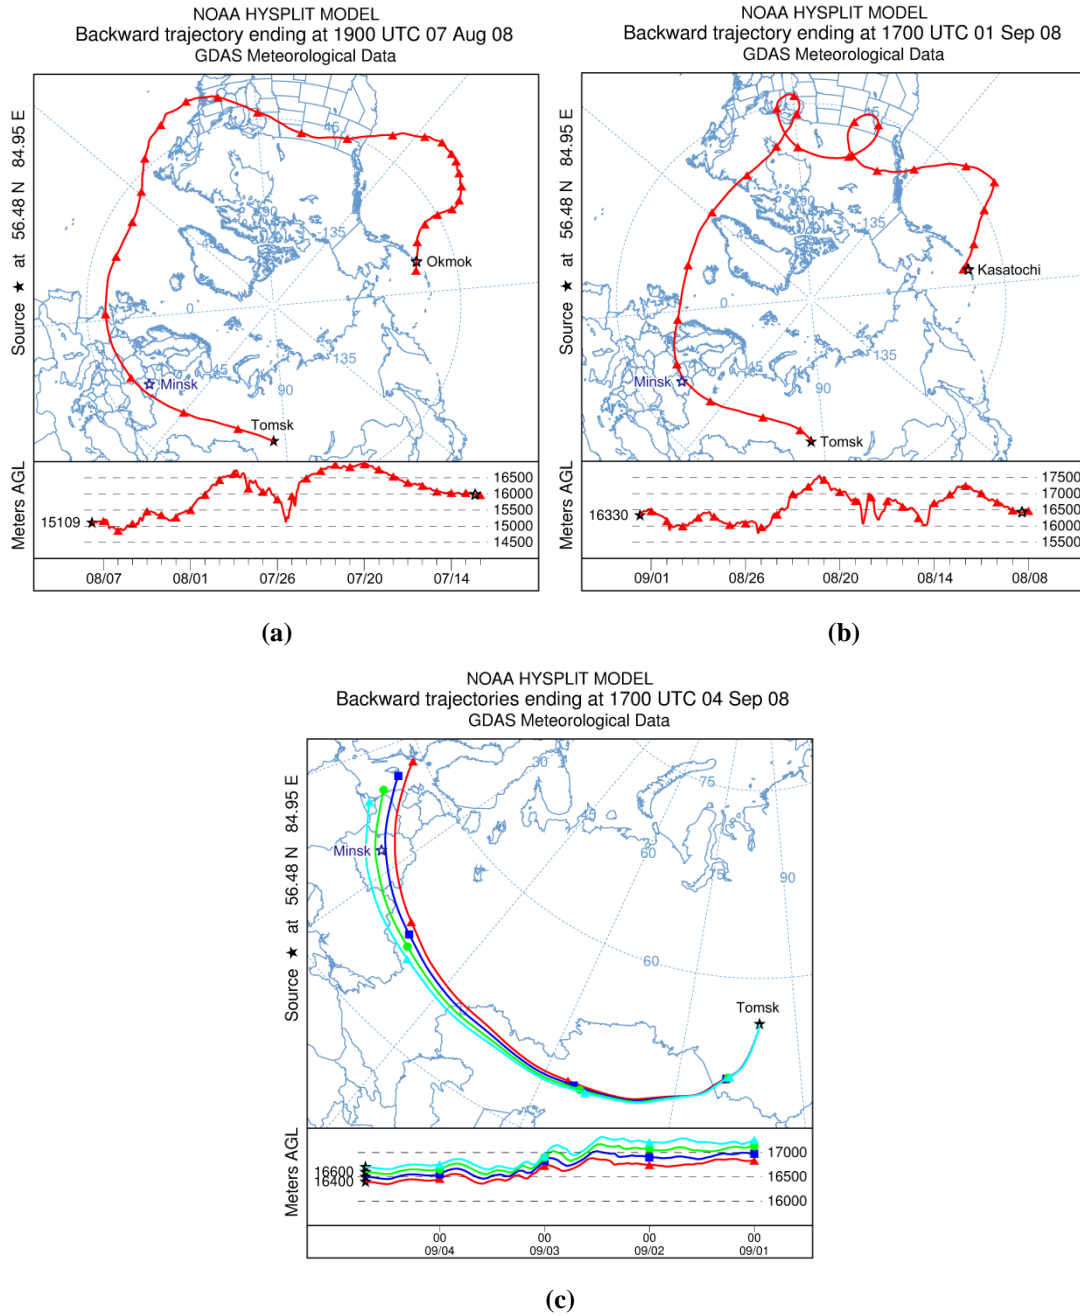 NOAA HYSPLIT MODEL
Backward trajectory ending at 1900 UTC 07 Aug 08
GDAS Meteorological Data
Source ★ at 56.48 N 84.95 E
45
-90
-135
-45
0
45
90
135
Okmok
Minsk
Tomsk
Meters AGL
15109
16500
16000
15000
14500
08/07
08/01
07/26
07/20
07/14
(a)
NOAA HYSPLIT MODEL
Backward trajectory ending at 1700 UTC 01 Sep 08
GDAS Meteorological Data
Source ★ at 56.48 N 84.95 E
45
-90
-135
-45
0
45
90
135
Kasatochi
Minsk
Tomsk
Meters AGL
16330
17500
17000
16500
16000
15500
09/01
08/26
08/20
08/14
08/08
(b)
NOAA HYSPLIT MODEL
Backward trajectories ending at 1700 UTC 04 Sep 08
GDAS Meteorological Data
Source ★ at 56.48 N 84.95 E
30
75
60
90
60
Minsk
Tomsk
Meters AGL
16600
16400
17000
16500
16000
00 00 00 00
09/04 09/03 09/02 09/01
(c)